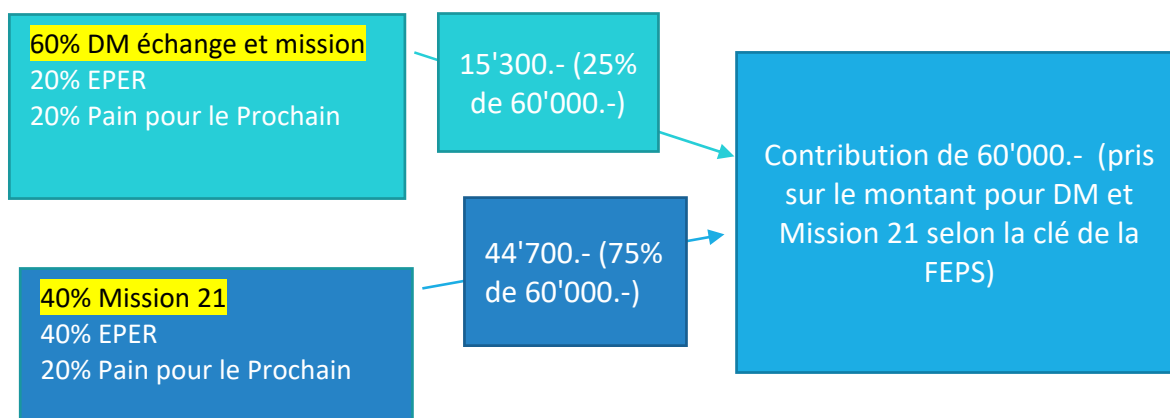 60% DM échange et mission
20% EPER
20% Pain pour le Prochain
15'300.- (25%
de 60'000.-)
40% Mission 21
40% EPER
20% Pain pour le Prochain
44'700.- (75%
de 60'000.-)
Contribution de 60'000.- (pris
sur le montant pour DM et
Mission 21 selon la clé de la
FEPS)